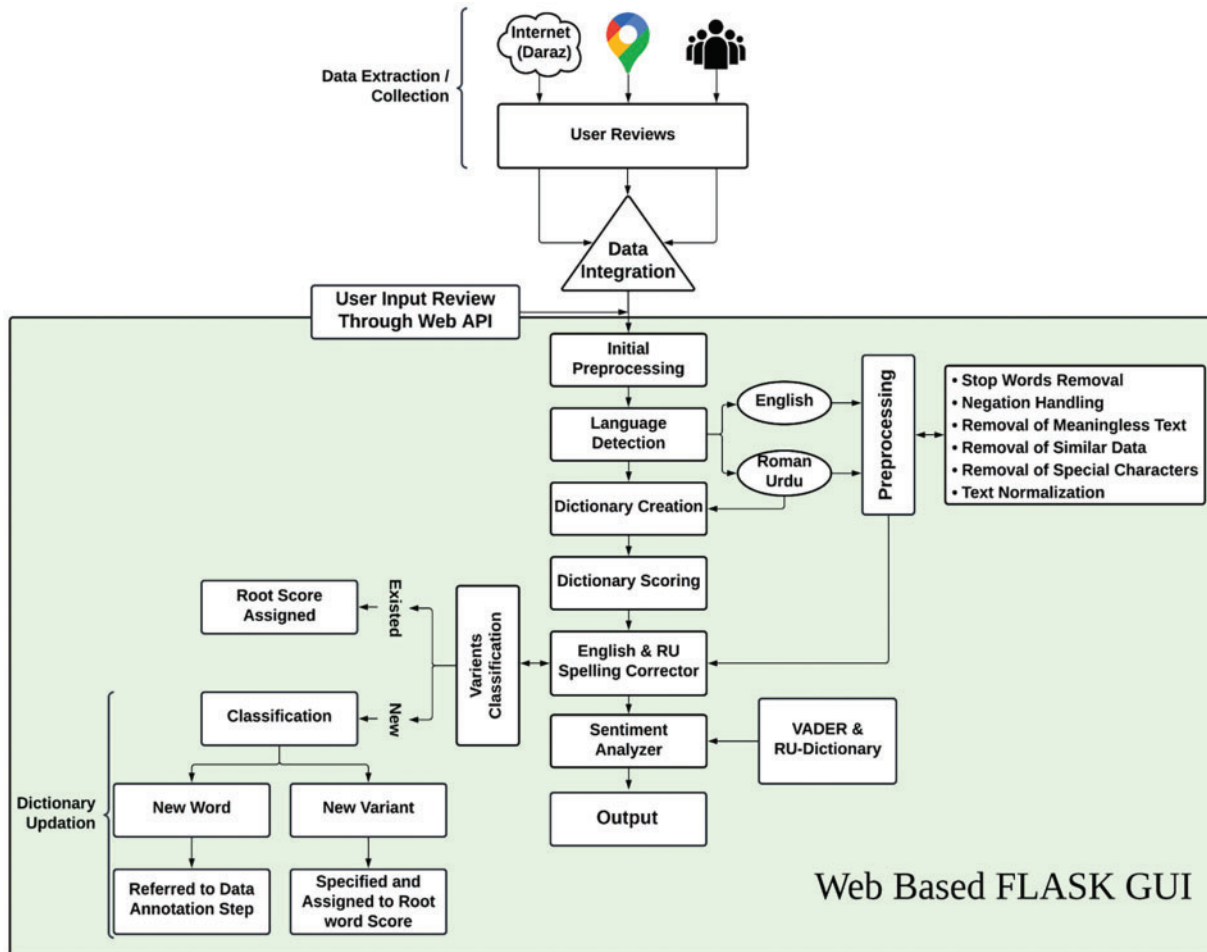 Internet
(Daraz)
Data Extraction /
Collection
User Reviews
Data
Integration
User Input Review
Through Web API
Initial
Preprocessing
Language
Detection
English
Roman
Urdu
Preprocessing
• Stop Words Removal
• Negation Handling
• Removal of Meaningless Text
• Removal of Similar Data
• Removal of Special Characters
• Text Normalization
Dictionary Creation
Dictionary Scoring
Root Score
Assigned
Existed
Varients
Classification
English & RU
Spelling Corrector
Classification
New
Sentiment
Analyzer
VADER &
RU-Dictionary
Dictionary
Updation
New Word
New Variant
Output
Referred to Data
Annotation Step
Specified and
Assigned to Root
word Score
Web Based FLASK GUI